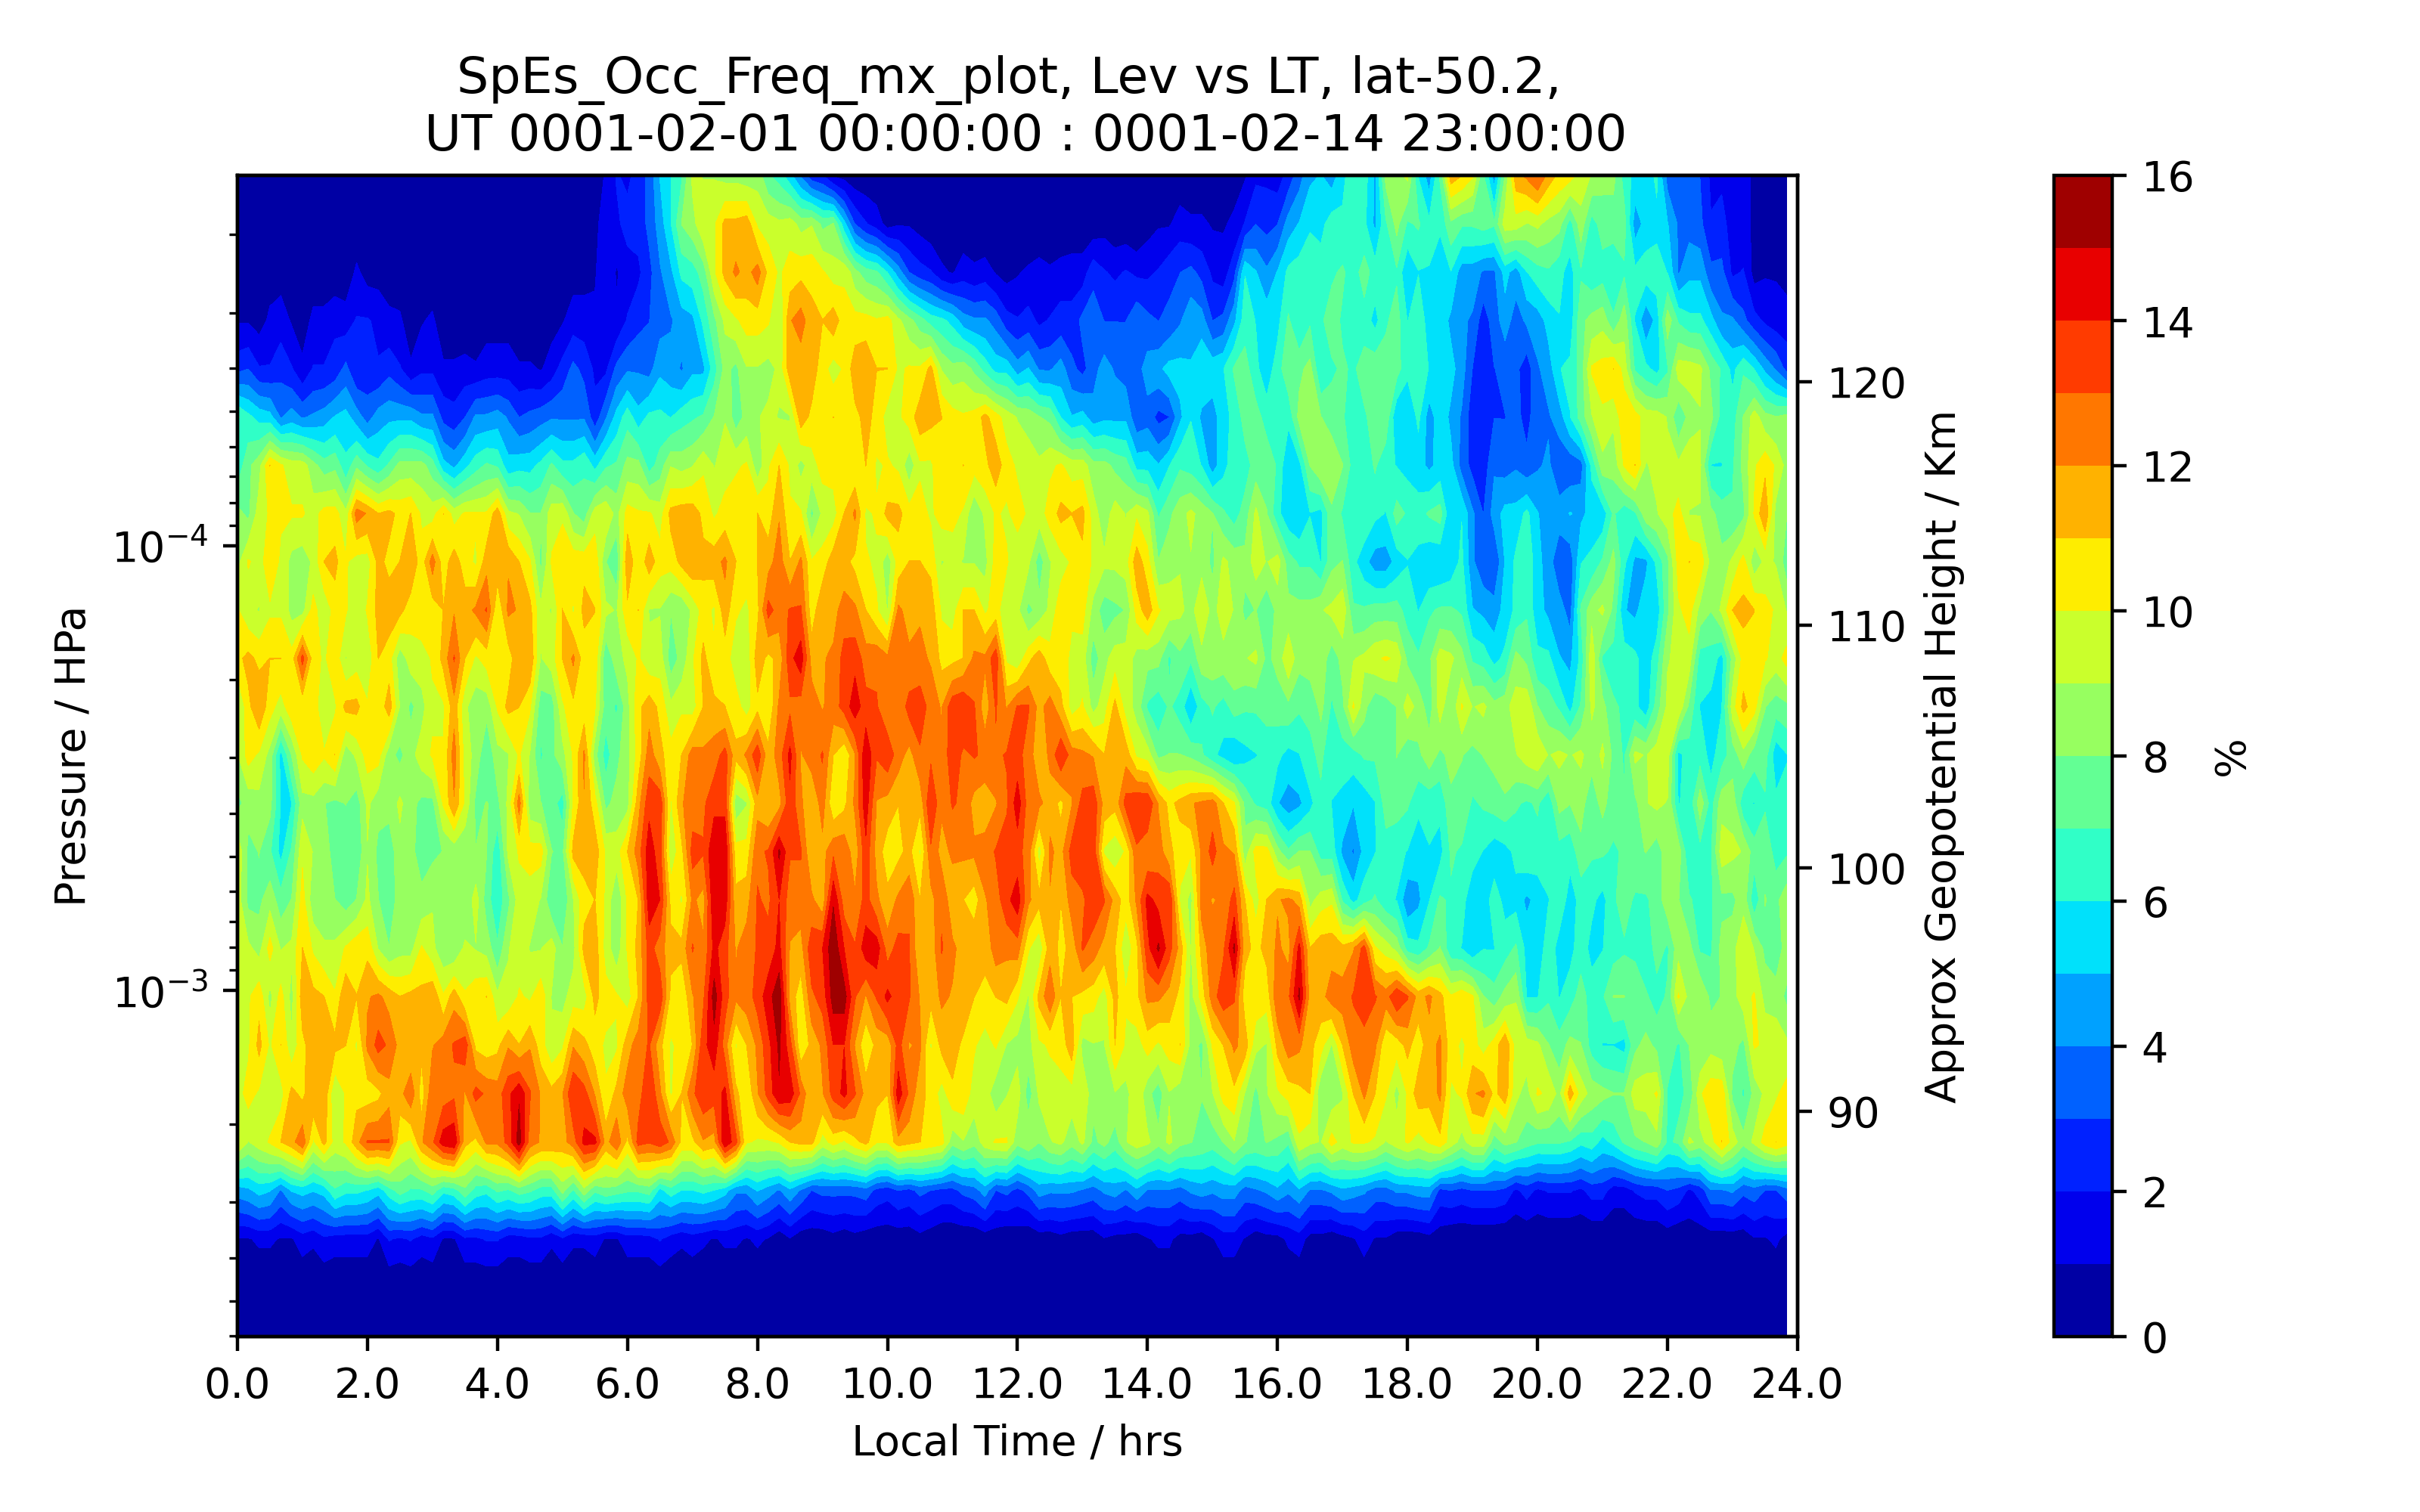 SpEs_Occ_Freq_mx_plot, Lev vs LT, lat-50.2,
UT 0001-02-01 00:00:00 : 0001-02-14 23:00:00
Pressure / HPa
10⁻⁴
10⁻³
0.0 2.0 4.0 6.0 8.0 10.0 12.0 14.0 16.0 18.0 20.0 22.0 24.0
Local Time / hrs
120
110
100
90
Approx Geopotential Height / Km
16
14
12
10
8
6
4
2
0
%